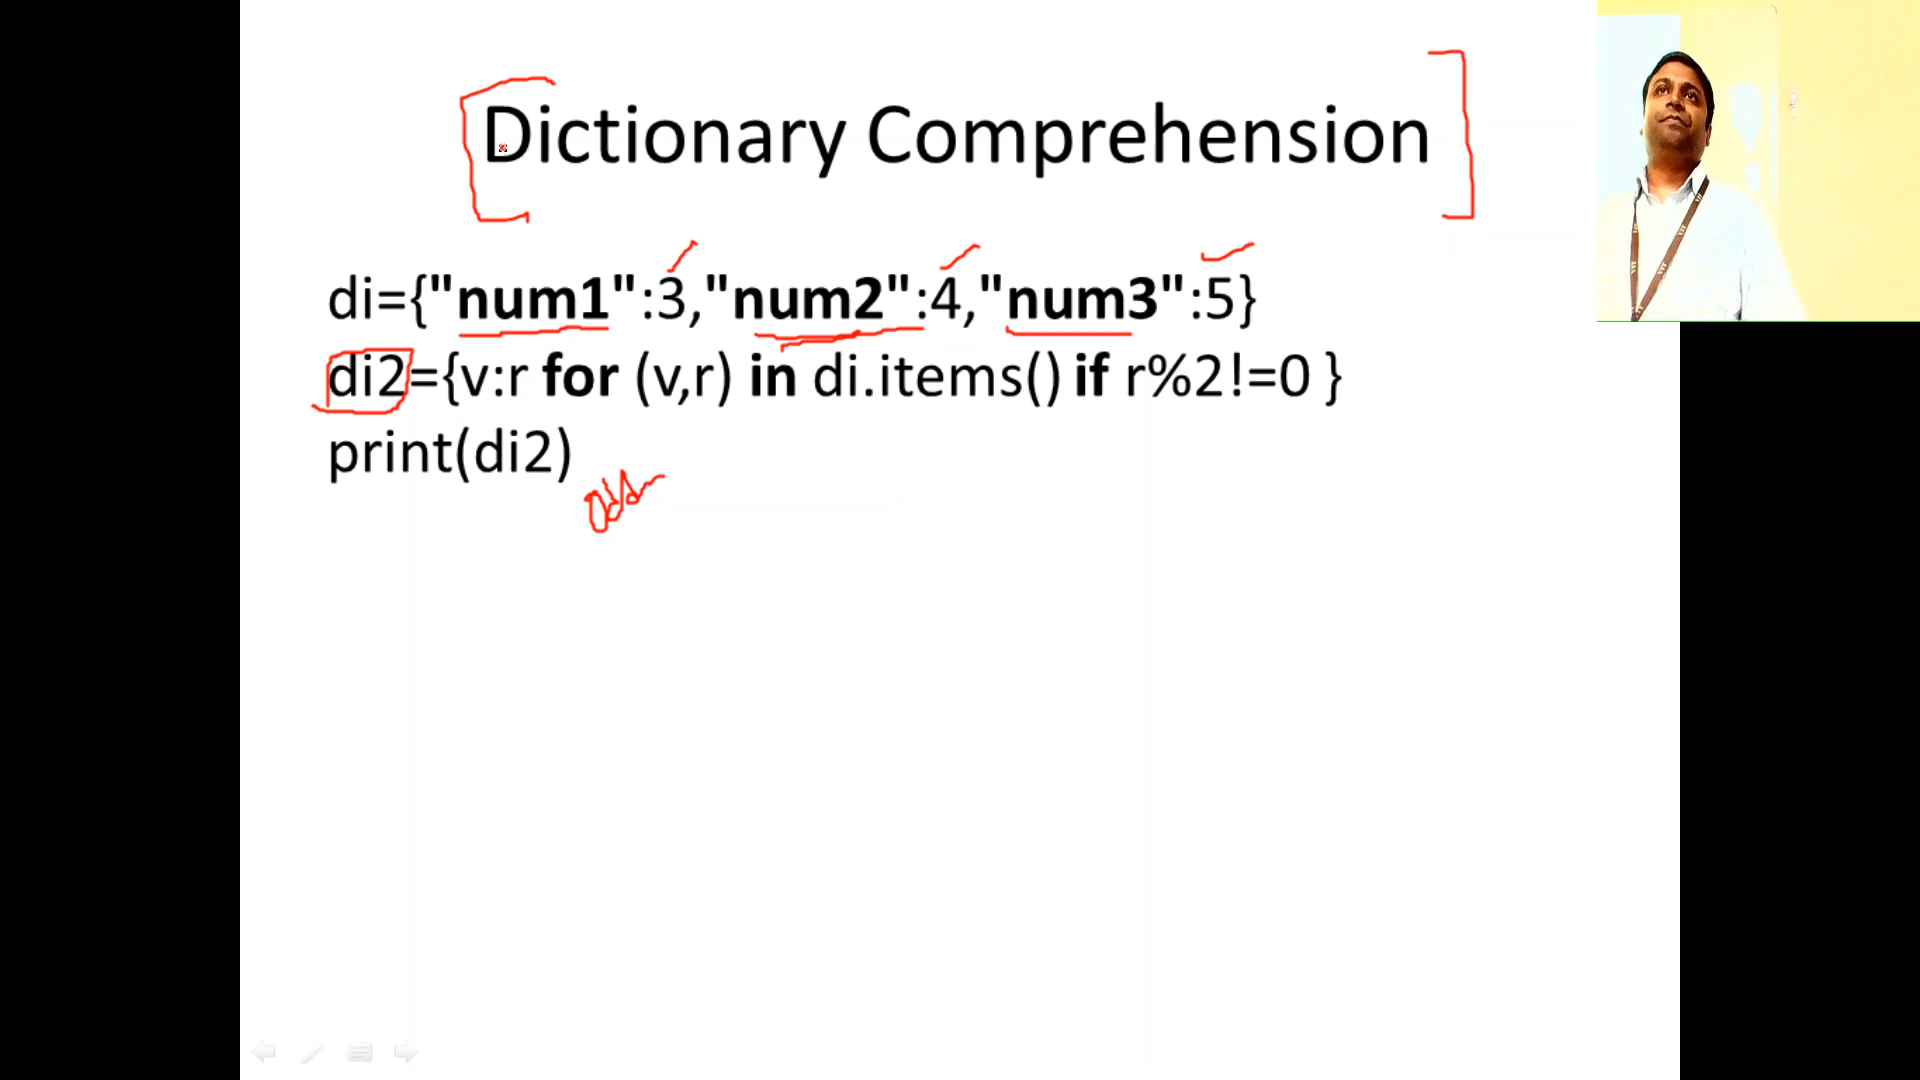 Dictionary Comprehension
di={"num1":3,"num2":4,"num3":5}
di2={v:r for (v,r) in di.items() if r%2!=0 }
print(di2)
odd